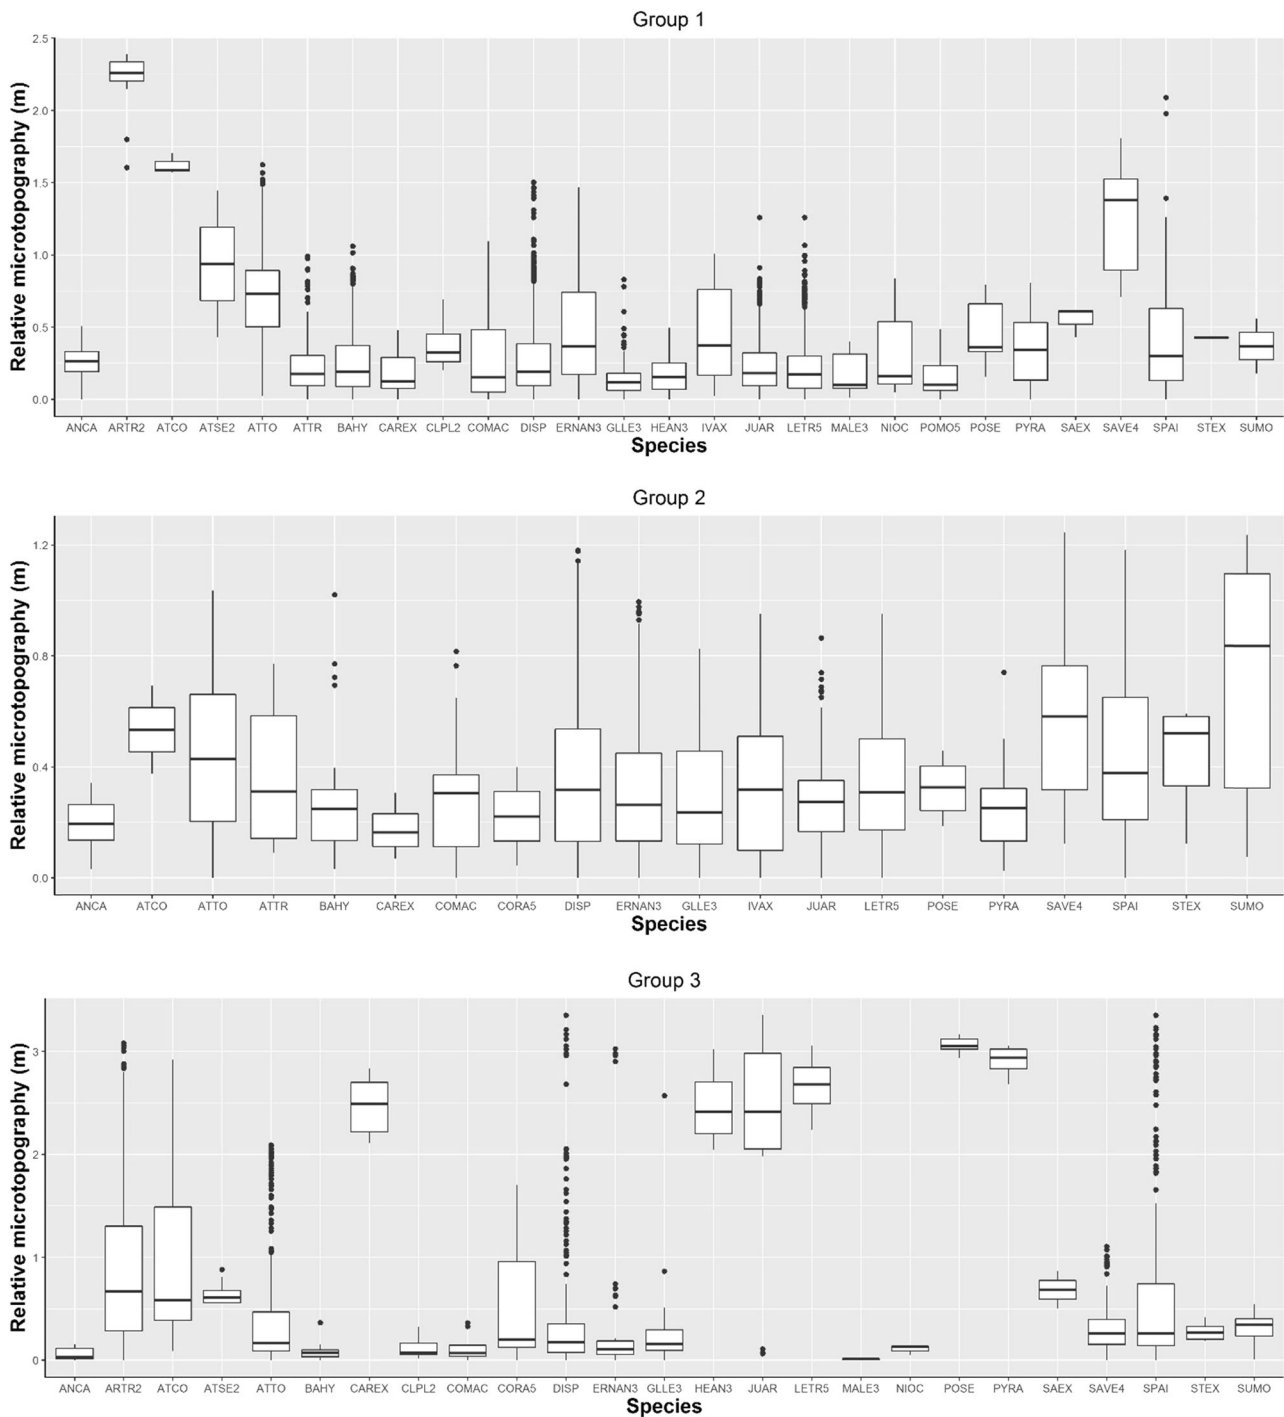 Group 1
Relative microtopography (m)
2.5
2.0
1.5
1.0
0.5
0.0
ANCA ARTR2 ATCO ATSE2 ATTO ATTR BAHY CAREX CLPL2 COMAC DISP ERNAN3 GLLE3 HEAN3 IVAX JUAR LETR5 MALE3 NIOC POMO5 POSE PYRA SAEX SAVE4 SPAI STEX SUMO
Species
Group 2
Relative microtopography (m)
1.2
0.8
0.4
0.0
ANCA ATCO ATTO ATTR BAHY CAREX COMAC CORA5 DISP ERNAN3 GLLE3 IVAX JUAR LETR5 POSE PYRA SAVE4 SPAI STEX SUMO
Species
Group 3
Relative microtopography (m)
3
2
1
0
ANCA ARTR2 ATCO ATSE2 ATTO BAHY CAREX CLPL2 COMAC CORA5 DISP ERNAN3 GLLE3 HEAN3 JUAR LETR5 MALE3 NIOC POSE PYRA SAEX SAVE4 SPAI STEX SUMO
Species